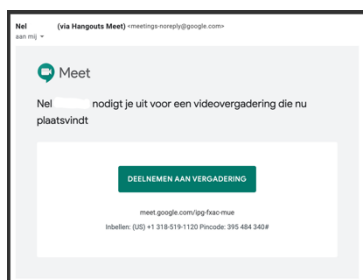 Nel (via Hangouts Meet) <meetings-noreply@google.com>
aan mij
Meet
Nel nodigt je uit voor een videovergadering die nu
plaatsvindt
DEELNEMEN AAN VERGADERING
meet.google.com/ipg-fxac-mue
Inbellen: (US) +1 318-519-1120 Pincode: 395 484 340#